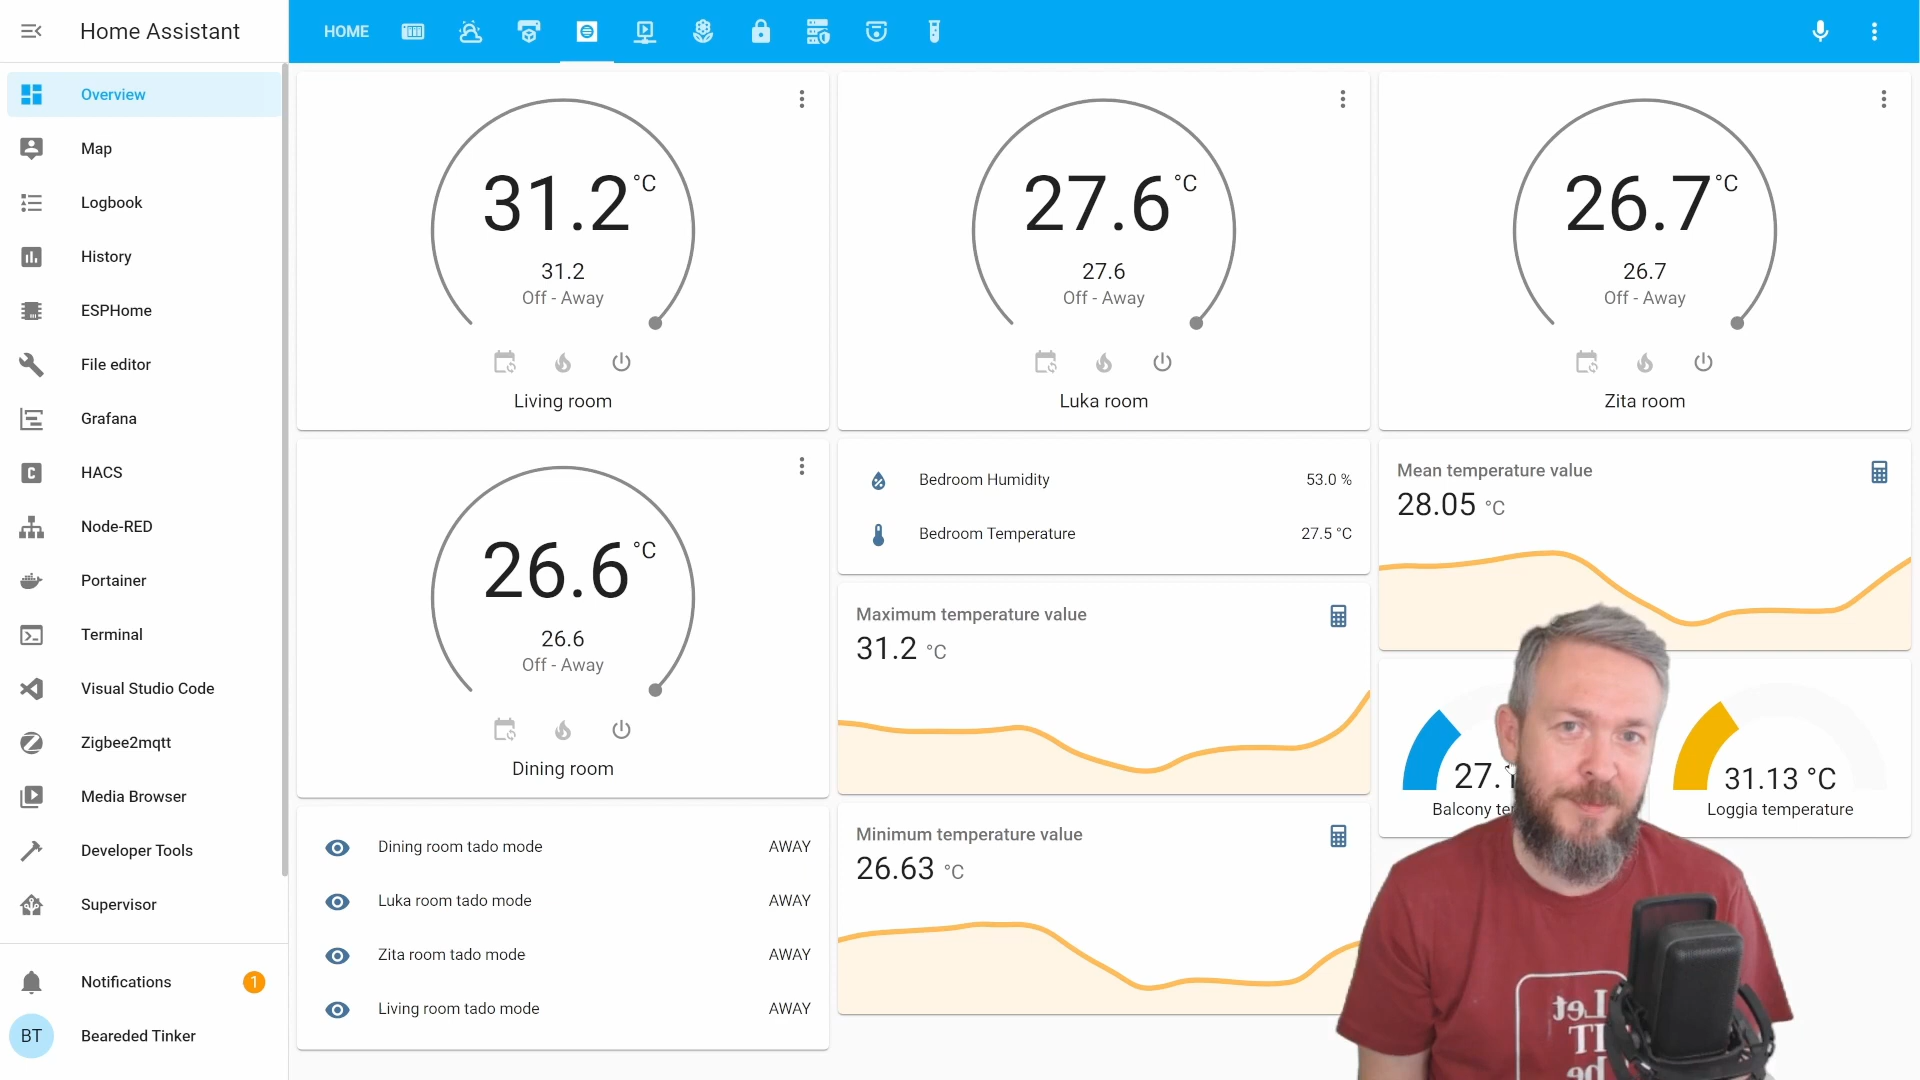 Home Assistant
HOME
Overview
Map
Logbook
History
ESPHome
File editor
Grafana
HACS
Node-RED
Portainer
Terminal
Visual Studio Code
Zigbee2mqtt
Media Browser
Developer Tools
Supervisor
Notifications 1
BT Beareded Tinker
31.2 °C
31.2
Off - Away
Living room
27.6 °C
27.6
Off - Away
Luka room
26.7 °C
26.7
Off - Away
Zita room
26.6 °C
26.6
Off - Away
Dining room
Bedroom Humidity 53.0 %
Bedroom Temperature 27.5 °C
Mean temperature value
28.05 °C
Maximum temperature value
31.2 °C
Minimum temperature value
26.63 °C
Dining room tado mode AWAY
Luka room tado mode AWAY
Zita room tado mode AWAY
Living room tado mode AWAY
Balcony
31.13 °C
Loggia temperature
Let
IT
be